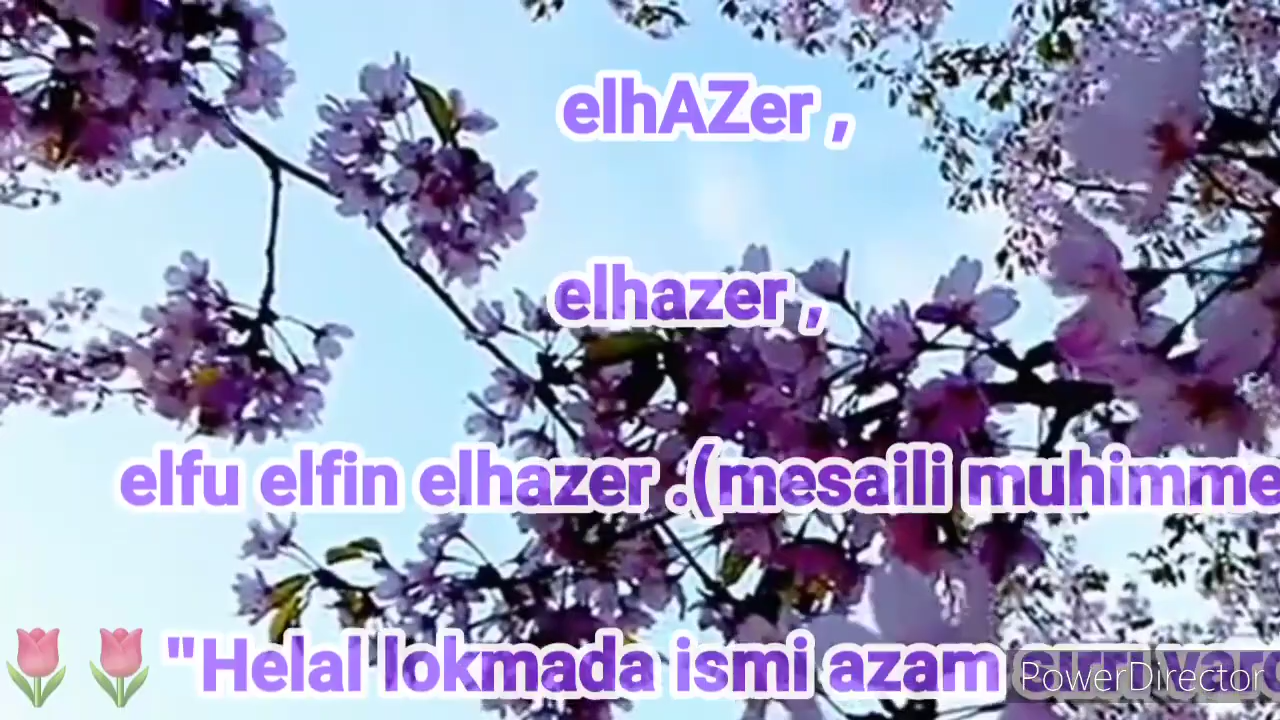 elhAZer ,
elhazer ,
elfu elfin elhazer .(mesaili muhimme
"Helal lokmada ismi azam
PowerDirector